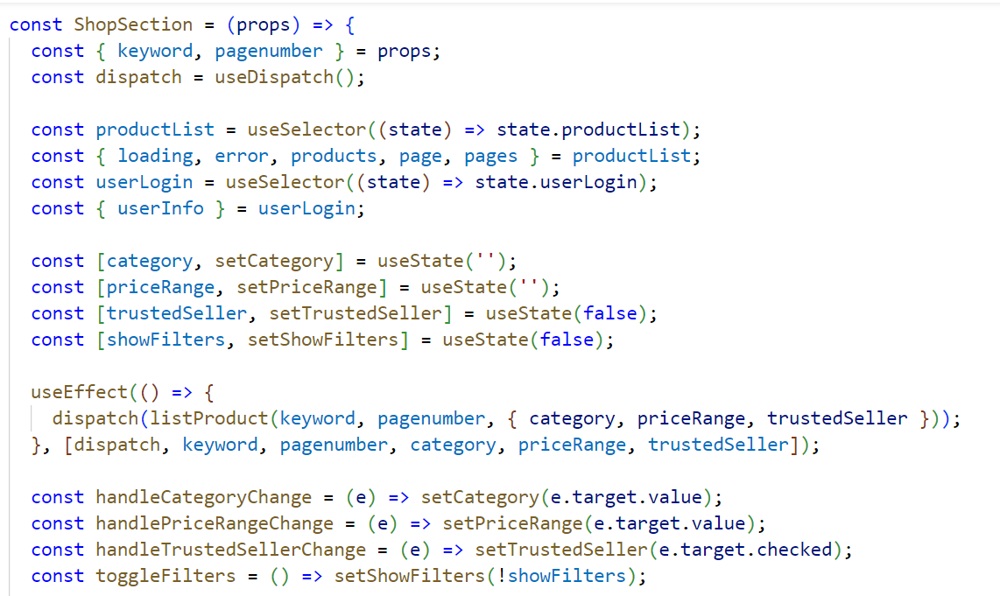 const ShopSection = (props) => {
const { keyword, pagenumber } = props;
const dispatch = useDispatch();
const productList = useSelector((state) => state.productList);
const { loading, error, products, page, pages } = productList;
const userLogin = useSelector((state) => state.userLogin);
const { userInfo } = userLogin;
const [category, setCategory] = useState('');
const [priceRange, setPriceRange] = useState('');
const [trustedSeller, setTrustedSeller] = useState(false);
const [showFilters, setShowFilters] = useState(false);
useEffect(() => {
dispatch(listProduct(keyword, pagenumber, { category, priceRange, trustedSeller }));
}, [dispatch, keyword, pagenumber, category, priceRange, trustedSeller]);
const handleCategoryChange = (e) => setCategory(e.target.value);
const handlePriceRangeChange = (e) => setPriceRange(e.target.value);
const handleTrustedSellerChange = (e) => setTrustedSeller(e.target.checked);
const toggleFilters = () => setShowFilters(!showFilters);